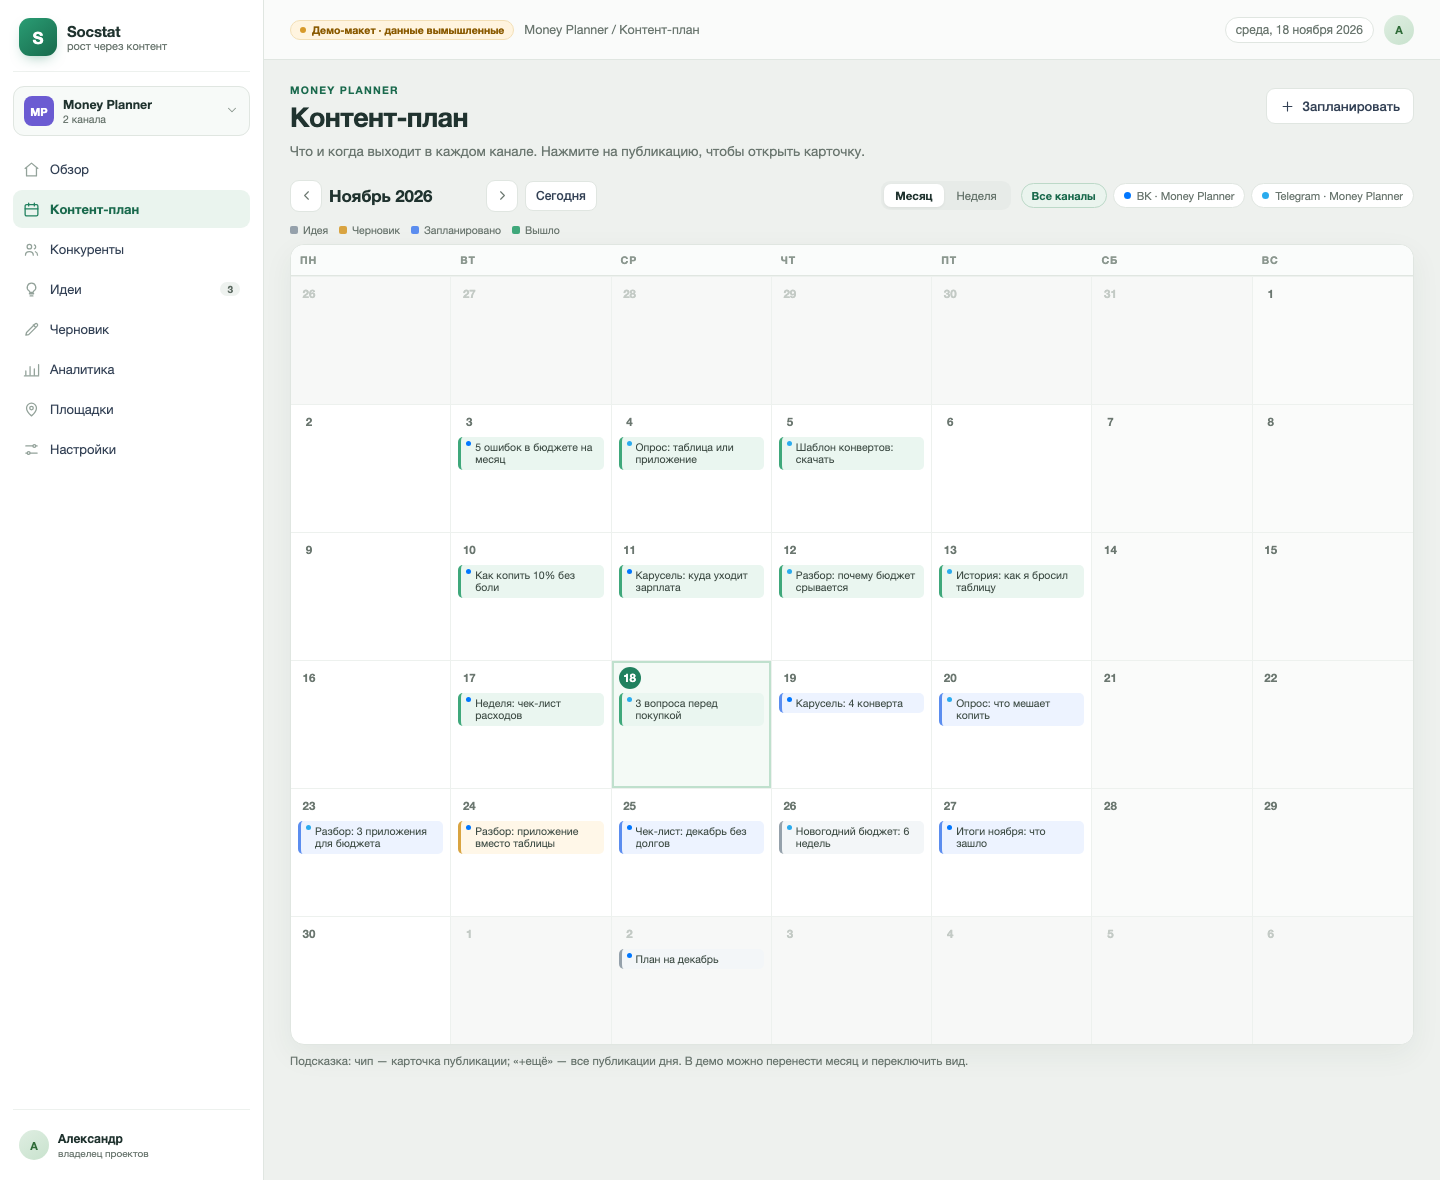 S
Socstat
рост через контент
MP
Money Planner
2 канала
Обзор
Контент-план
Конкуренты
Идеи
3
Черновик
Аналитика
Площадки
Настройки
А
Александр
владелец проектов
Демо-макет · данные вымышленные
Money Planner / Контент-план
среда, 18 ноября 2026
А
MONEY PLANNER
Контент-план
Что и когда выходит в каждом канале. Нажмите на публикацию, чтобы открыть карточку.
Запланировать
Ноябрь 2026
Сегодня
Месяц
Неделя
Все каналы
ВК · Money Planner
Telegram · Money Planner
Идея
Черновик
Запланировано
Вышло
ПН ВТ СР ЧТ ПТ СБ ВС
26 27 28 29 30 31 1
2 3 4 5 6 7 8
5 ошибок в бюджете на
месяц
Опрос: таблица или
приложение
Шаблон конвертов:
скачать
9 10 11 12 13 14 15
Как копить 10% без
боли
Карусель: куда уходит
зарплата
Разбор: почему бюджет
срывается
История: как я бросил
таблицу
16 17 18 19 20 21 22
Неделя: чек-лист
расходов
3 вопроса перед
покупкой
Карусель: 4 конверта
Опрос: что мешает
копить
23 24 25 26 27 28 29
Разбор: 3 приложения
для бюджета
Разбор: приложение
вместо таблицы
Чек-лист: декабрь без
долгов
Новогодний бюджет: 6
недель
Итоги ноября: что
зашло
30 1 2 3 4 5 6
План на декабрь
Подсказка: чип — карточка публикации; «+ещё» — все публикации дня. В демо можно перенести месяц и переключить вид.